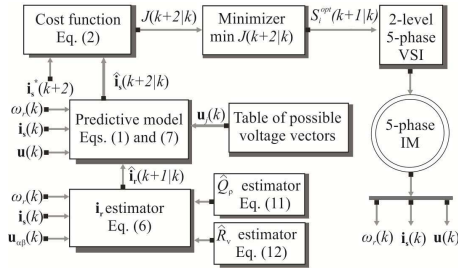 Cost function
Eq. (2)
J(k+2|k)
Minimizer
min J(k+2|k)
S_i^opt(k+1|k)
2-level
5-phase
VSI
i_s^*(k+2)
î_s(k+2|k)
ω_r(k)
i_s(k)
u(k)
Predictive model
Eqs. (1) and (7)
u_j(k)
Table of possible
voltage vectors
5-phase
IM
î_r(k+1|k)
ω_r(k)
i_s(k)
u_αβ(k)
i_r estimator
Eq. (6)
Q̂_ρ estimator
Eq. (11)
R̂_v estimator
Eq. (12)
ω_r(k)
i_s(k)
u(k)